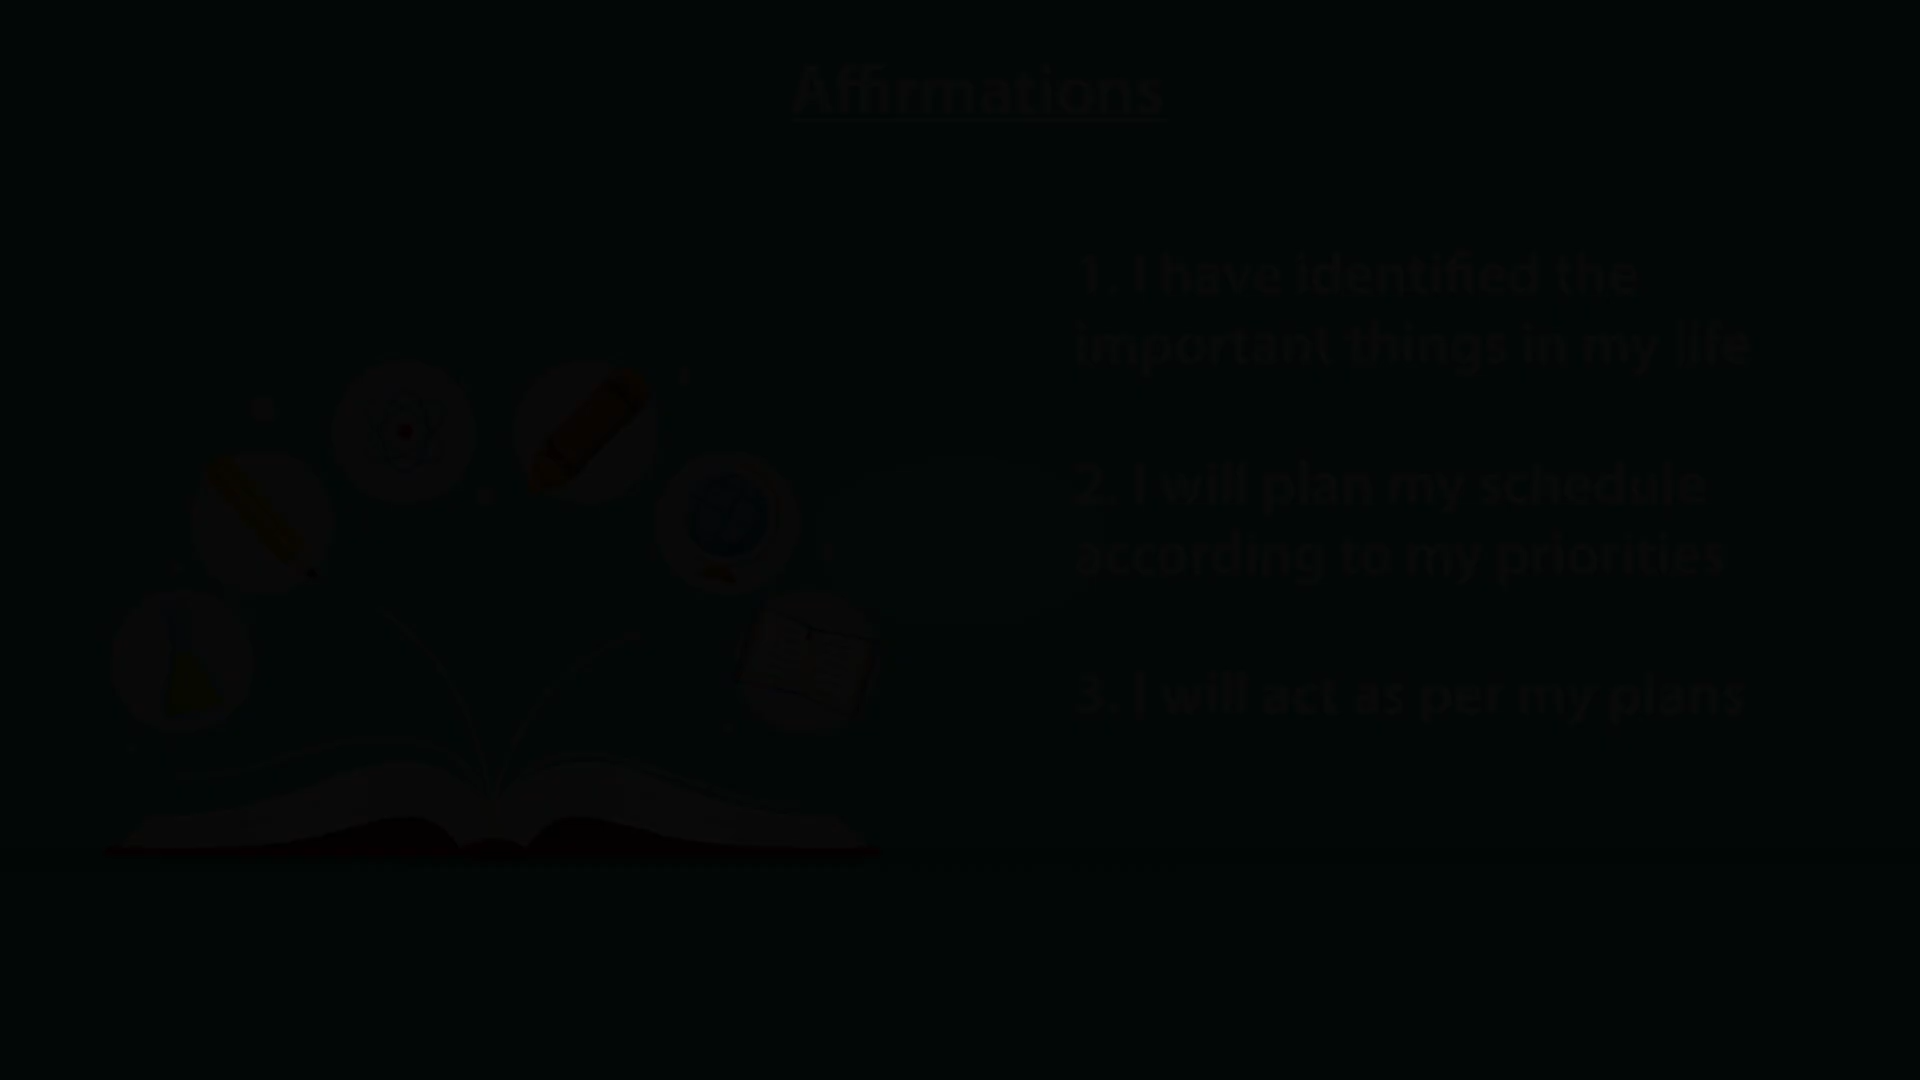 Affirmations
1. I have identified the
important things in my life
2. I will plan my schedule
according to my priorities
3. I will act as per my plans